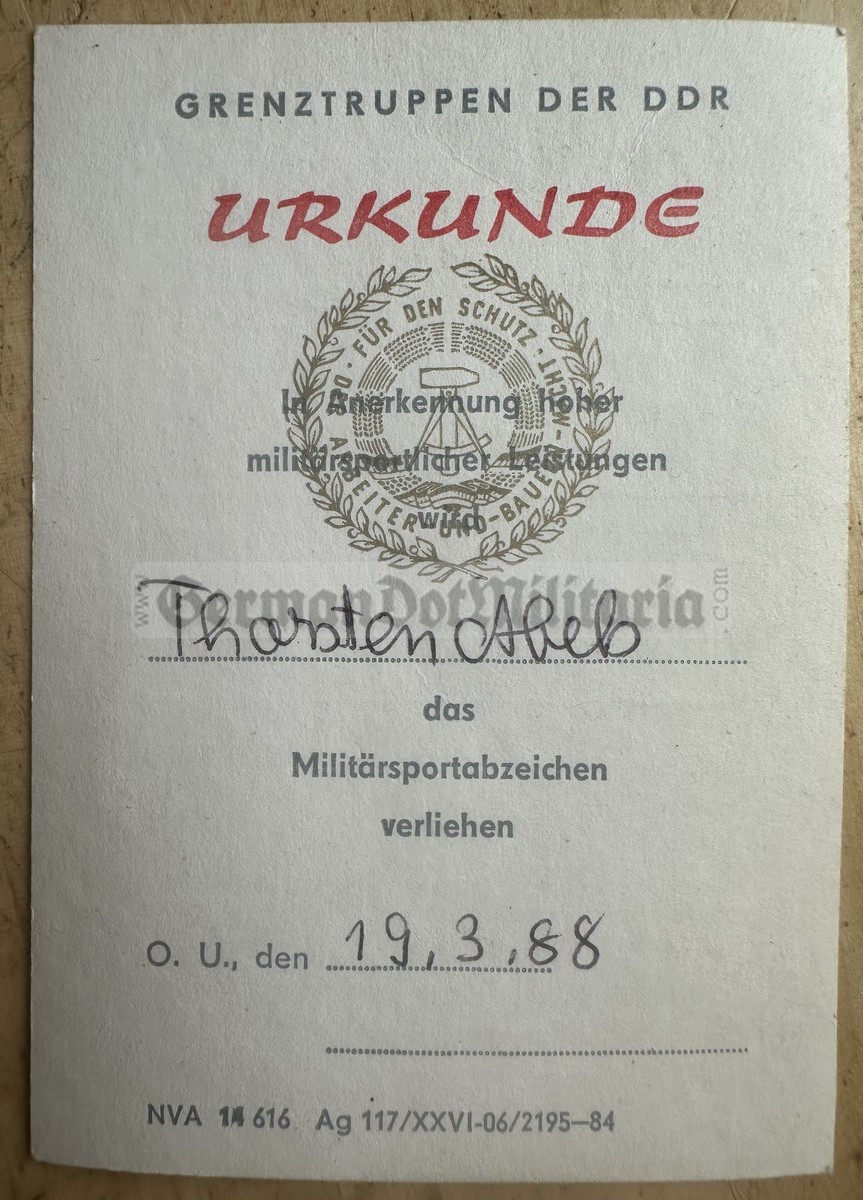 GRENZTRUPPEN DER DDR
URKUNDE
FÜR DEN SCHUTZ · DER ARBEITER-UND-BAUERN-MACHT ·
In Anerkennung hoher
militärsportlicher Leistungen
wird
www. GermanDotMilitaria .com
Thorsten
das
Militärsportabzeichen
verliehen
O. U., den 19.3.88
NVA 14 616 Ag 117/XXVI-06/2195—84